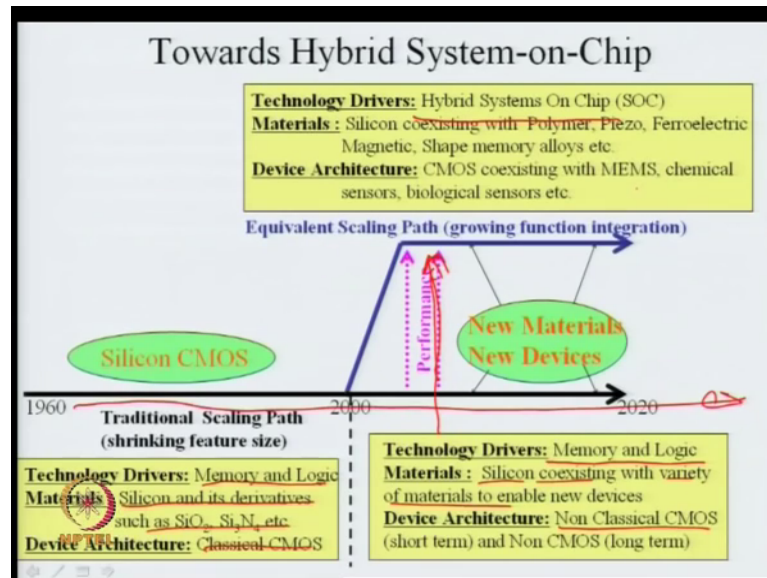 Towards Hybrid System-on-Chip
Technology Drivers: Hybrid Systems On Chip (SOC)
Materials : Silicon coexisting with Polymer, Piezo, Ferroelectric
Magnetic, Shape memory alloys etc.
Device Architecture: CMOS coexisting with MEMS, chemical
sensors, biological sensors etc.
Equivalent Scaling Path (growing function integration)
Silicon CMOS
Performance
New Materials
New Devices
1960
2000
2020
Traditional Scaling Path
(shrinking feature size)
Technology Drivers: Memory and Logic
Materials Silicon and its derivatives
such as SiO2, Si3N4 etc
Device Architecture: Classical CMOS
NPTEL
Technology Drivers: Memory and Logic
Materials : Silicon coexisting with variety
of materials to enable new devices
Device Architecture: Non Classical CMOS
(short term) and Non CMOS (long term)